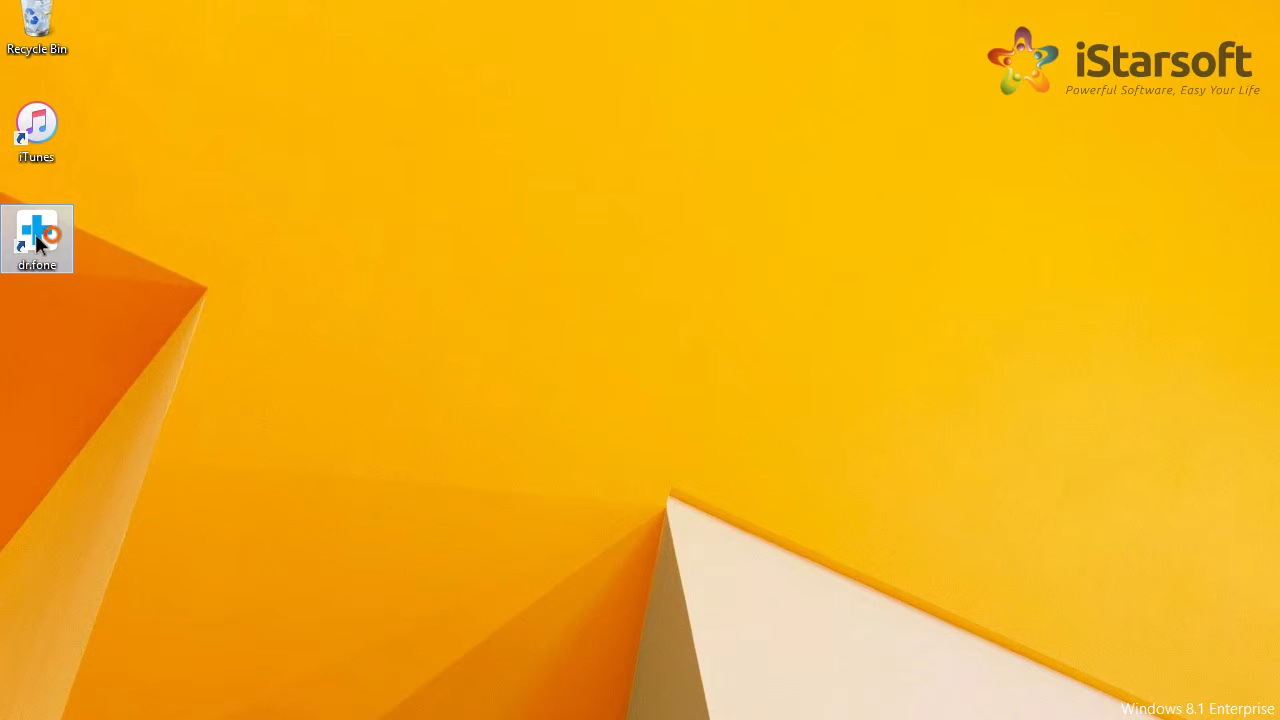 Recycle Bin
iStarsoft
Powerful Software, Easy Your Life
iTunes
dr.fone
Windows 8.1 Enterprise